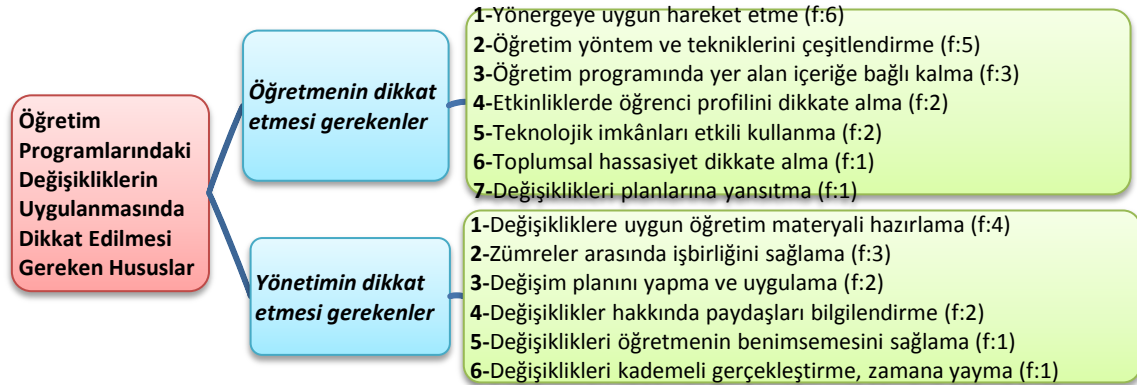 Öğretim
Programlarındaki
Değişikliklerin
Uygulanmasında
Dikkat Edilmesi
Gereken Hususlar
Öğretmenin dikkat
etmesi gerekenler
1-Yönergeye uygun hareket etme (f:6)
2-Öğretim yöntem ve tekniklerini çeşitlendirme (f:5)
3-Öğretim programında yer alan içeriğe bağlı kalma (f:3)
4-Etkinliklerde öğrenci profilini dikkate alma (f:2)
5-Teknolojik imkânları etkili kullanma (f:2)
6-Toplumsal hassasiyet dikkate alma (f:1)
7-Değişiklikleri planlarına yansıtma (f:1)
Yönetimin dikkat
etmesi gerekenler
1-Değişikliklere uygun öğretim materyali hazırlama (f:4)
2-Zümreler arasında işbirliğini sağlama (f:3)
3-Değişim planını yapma ve uygulama (f:2)
4-Değişiklikler hakkında paydaşları bilgilendirme (f:2)
5-Değişiklikleri öğretmenin benimsemesini sağlama (f:1)
6-Değişiklikleri kademeli gerçekleştirme, zamana yayma (f:1)